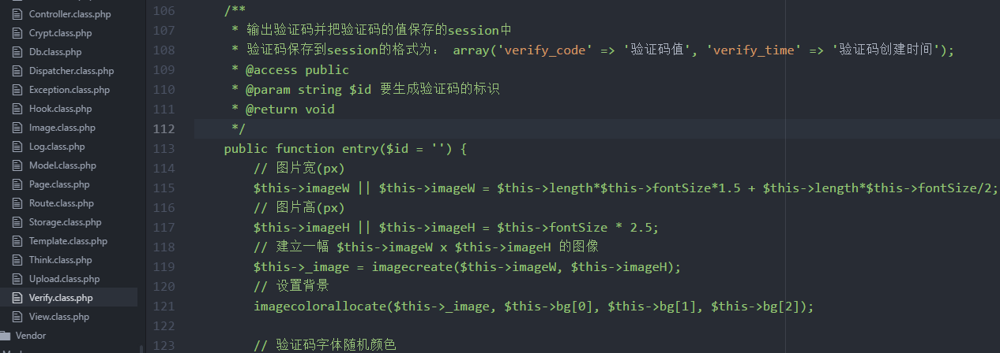 Controller.class.php
Crypt.class.php
Db.class.php
Dispatcher.class.php
Exception.class.php
Hook.class.php
Image.class.php
Log.class.php
Model.class.php
Page.class.php
Route.class.php
Storage.class.php
Template.class.php
Think.class.php
Upload.class.php
Verify.class.php
View.class.php
Vendor
106 /**
107 * 输出验证码并把验证码的值保存的session中
108 * 验证码保存到session的格式为： array('verify_code' => '验证码值', 'verify_time' => '验证码创建时间');
109 * @access public
110 * @param string $id 要生成验证码的标识
111 * @return void
112 */
113 public function entry($id = '') {
114 // 图片宽(px)
115 $this->imageW || $this->imageW = $this->length*$this->fontSize*1.5 + $this->length*$this->fontSize/2;
116 // 图片高(px)
117 $this->imageH || $this->imageH = $this->fontSize * 2.5;
118 // 建立一幅 $this->imageW x $this->imageH 的图像
119 $this->_image = imagecreate($this->imageW, $this->imageH);
120 // 设置背景
121 imagecolorallocate($this->_image, $this->bg[0], $this->bg[1], $this->bg[2]);
122
123 // 验证码字体随机颜色